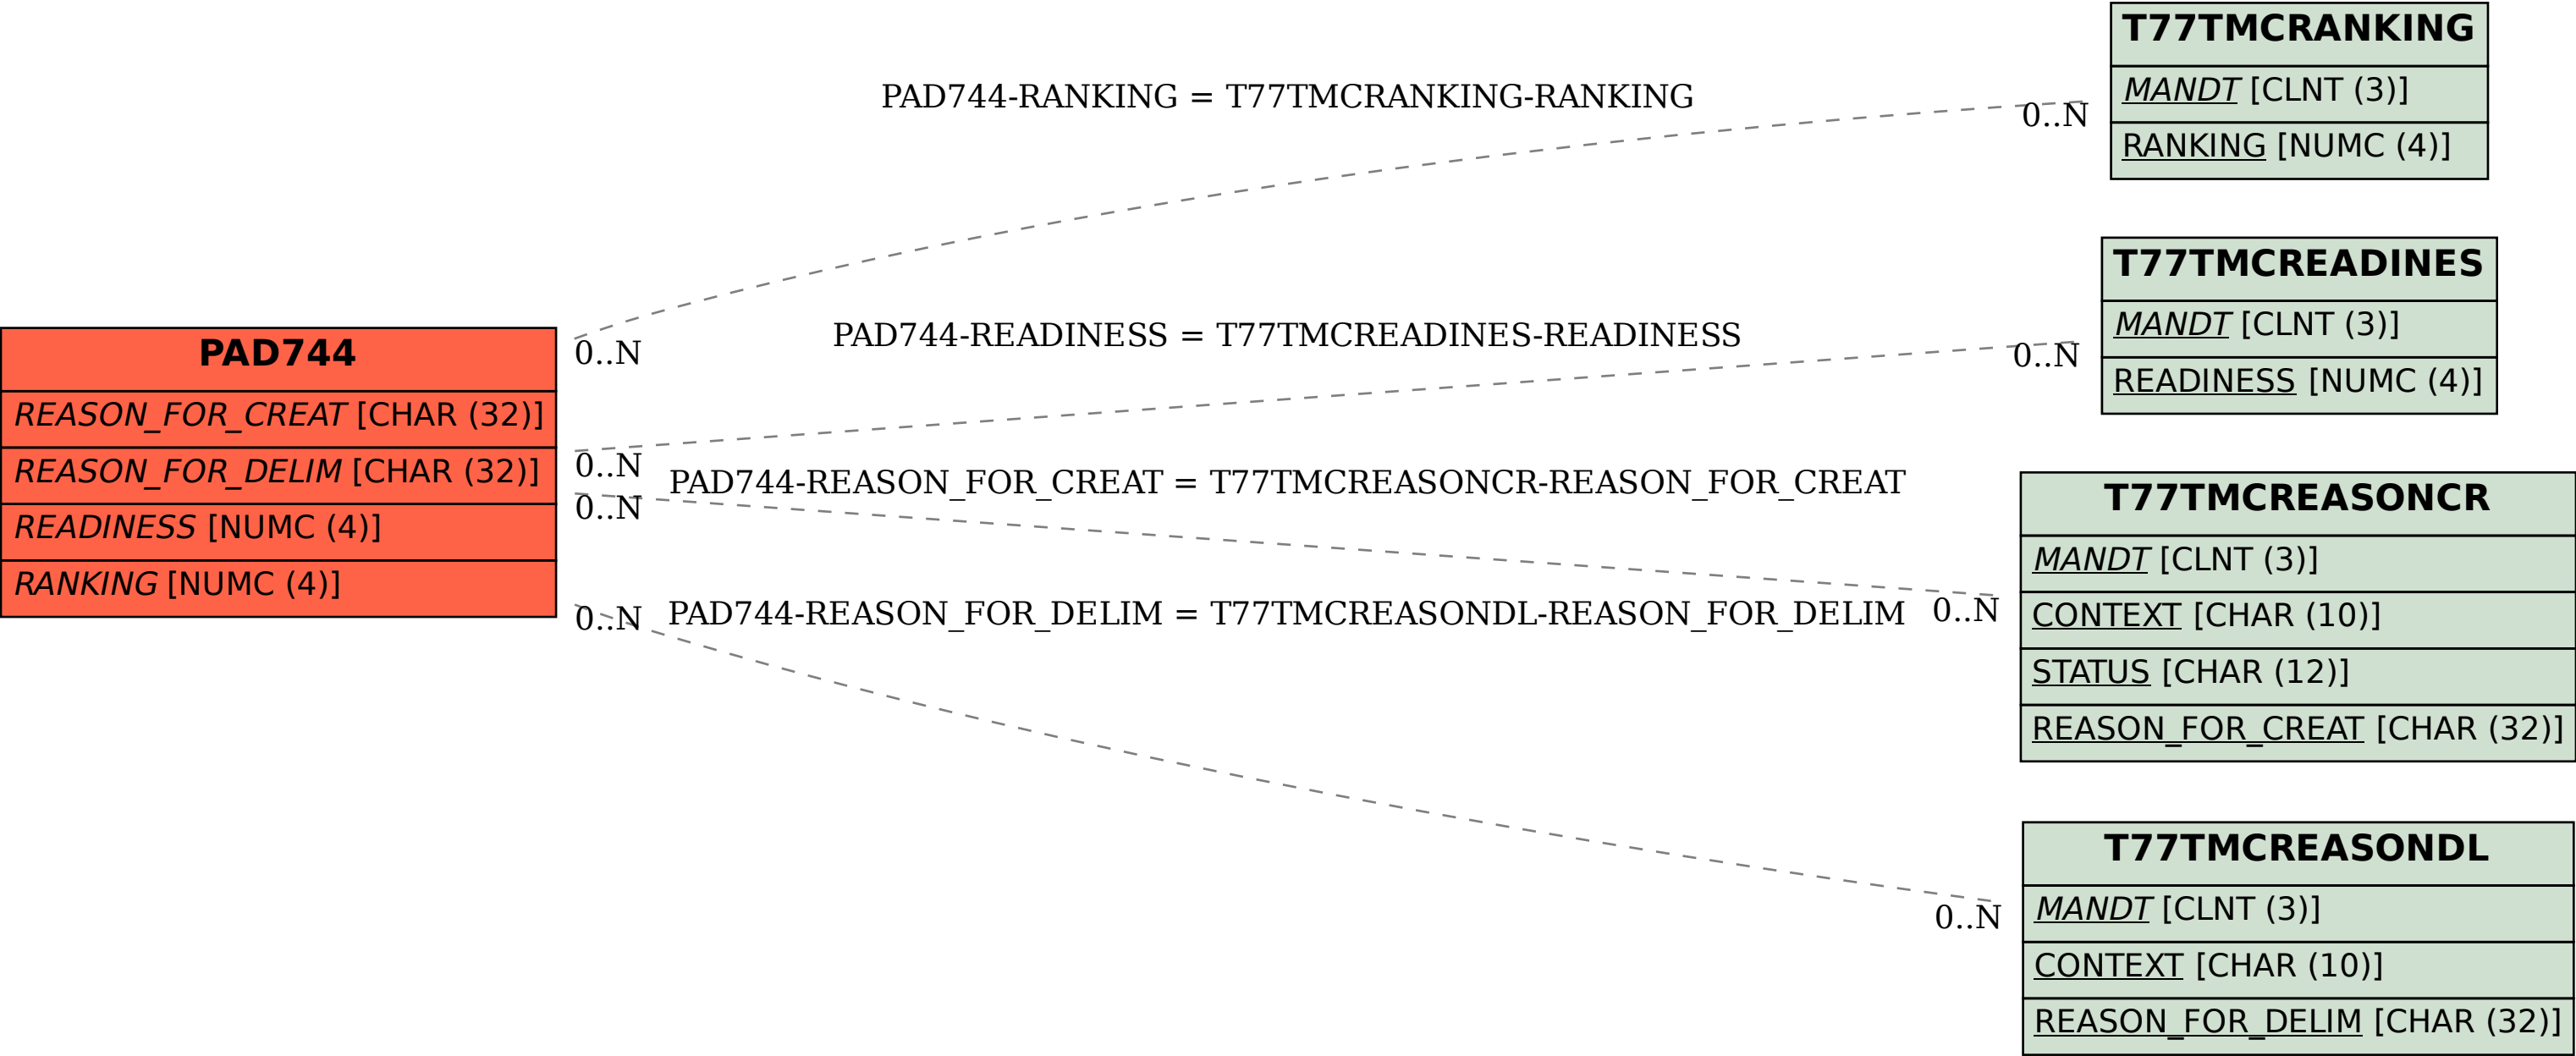 PAD744
REASON_FOR_CREAT [CHAR (32)]
REASON_FOR_DELIM [CHAR (32)]
READINESS [NUMC (4)]
RANKING [NUMC (4)]
PAD744-RANKING = T77TMCRANKING-RANKING
0..N
0..N
PAD744-READINESS = T77TMCREADINES-READINESS
0..N
0..N
PAD744-REASON_FOR_CREAT = T77TMCREASONCR-REASON_FOR_CREAT
0..N
0..N
PAD744-REASON_FOR_DELIM = T77TMCREASONDL-REASON_FOR_DELIM
0..N
0..N
T77TMCRANKING
MANDT [CLNT (3)]
RANKING [NUMC (4)]
T77TMCREADINES
MANDT [CLNT (3)]
READINESS [NUMC (4)]
T77TMCREASONCR
MANDT [CLNT (3)]
CONTEXT [CHAR (10)]
STATUS [CHAR (12)]
REASON_FOR_CREAT [CHAR (32)]
T77TMCREASONDL
MANDT [CLNT (3)]
CONTEXT [CHAR (10)]
REASON_FOR_DELIM [CHAR (32)]